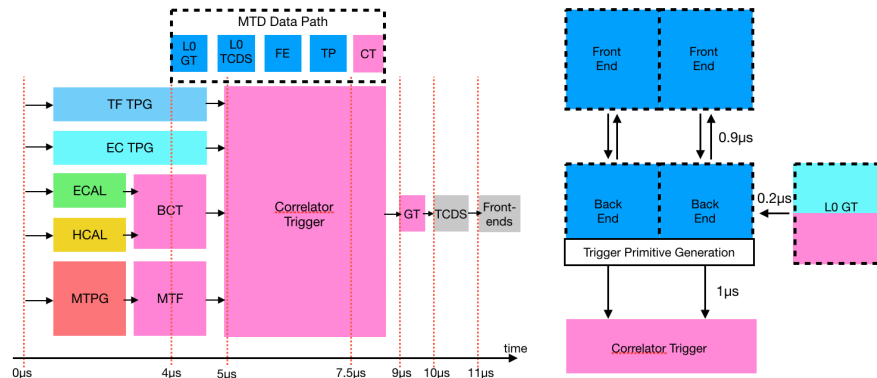 MTD Data Path
L0
GT
L0
TCDS
FE
TP
CT
TF TPG
EC TPG
ECAL
HCAL
BCT
MTPG
MTF
Correlator
Trigger
GT
TCDS
Front-
ends
time
0µs
4µs
5µs
7.5µs
9µs
10µs
11µs
Front
End
Front
End
0.9µs
Back
End
Back
End
0.2µs
L0 GT
Trigger Primitive Generation
1µs
Correlator Trigger